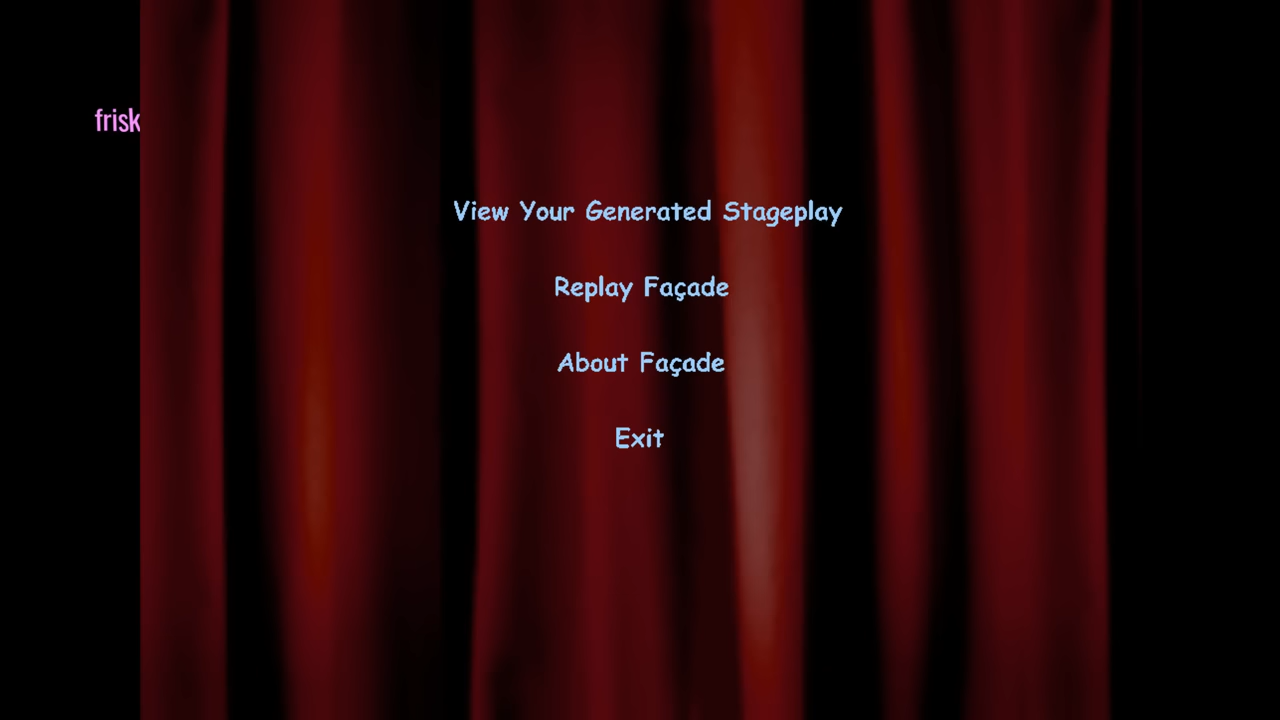 frisk
View Your Generated Stageplay
Replay Façade
About Façade
Exit